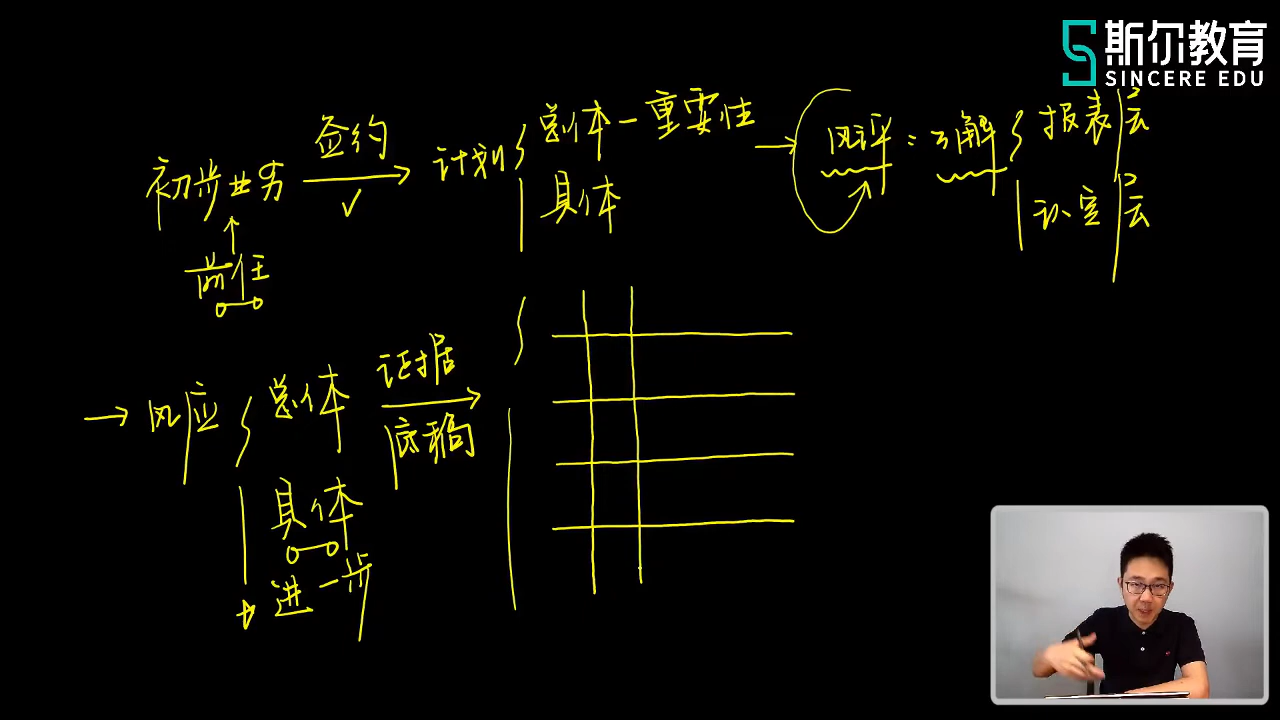 斯尔教育
SINCERE EDU
初步业务
签约
✓
前任
计划
总体-重要性
具体
→
风评:了解
报表层
认定层
→风应
总体
具体
进一步
证据
底稿